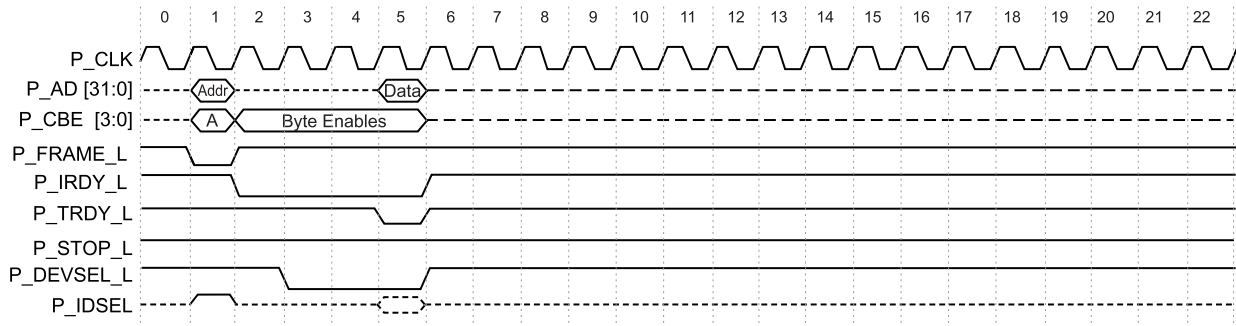 0 1 2 3 4 5 6 7 8 9 10 11 12 13 14 15 16 17 18 19 20 21 22
P_CLK
P_AD [31:0] Addr Data
P_CBE [3:0] A Byte Enables
P_FRAME_L
P_IRDY_L
P_TRDY_L
P_STOP_L
P_DEVSEL_L
P_IDSEL